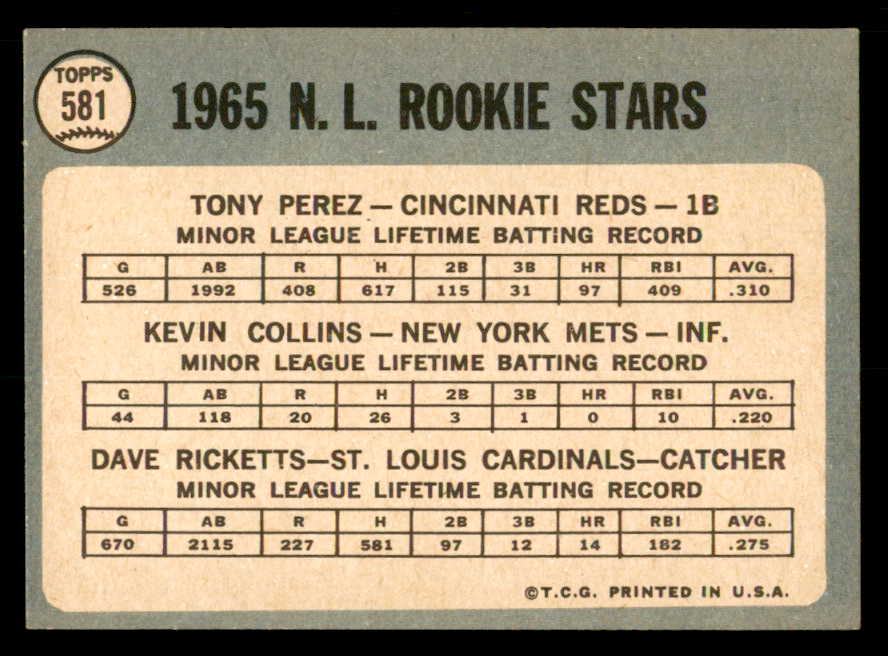 TOPPS
581
1965 N. L. ROOKIE STARS
TONY PEREZ — CINCINNATI REDS — 1B
MINOR LEAGUE LIFETIME BATTING RECORD
G AB R H 2B 3B HR RBI AVG.
526 1992 408 617 115 31 97 409 .310
KEVIN COLLINS — NEW YORK METS — INF.
MINOR LEAGUE LIFETIME BATTING RECORD
G AB R H 2B 3B HR RBI AVG.
44 118 20 26 3 1 0 10 .220
DAVE RICKETTS—ST. LOUIS CARDINALS—CATCHER
MINOR LEAGUE LIFETIME BATTING RECORD
G AB R H 2B 3B HR RBI AVG.
670 2115 227 581 97 12 14 182 .275
©T.C.G. PRINTED IN U.S.A.